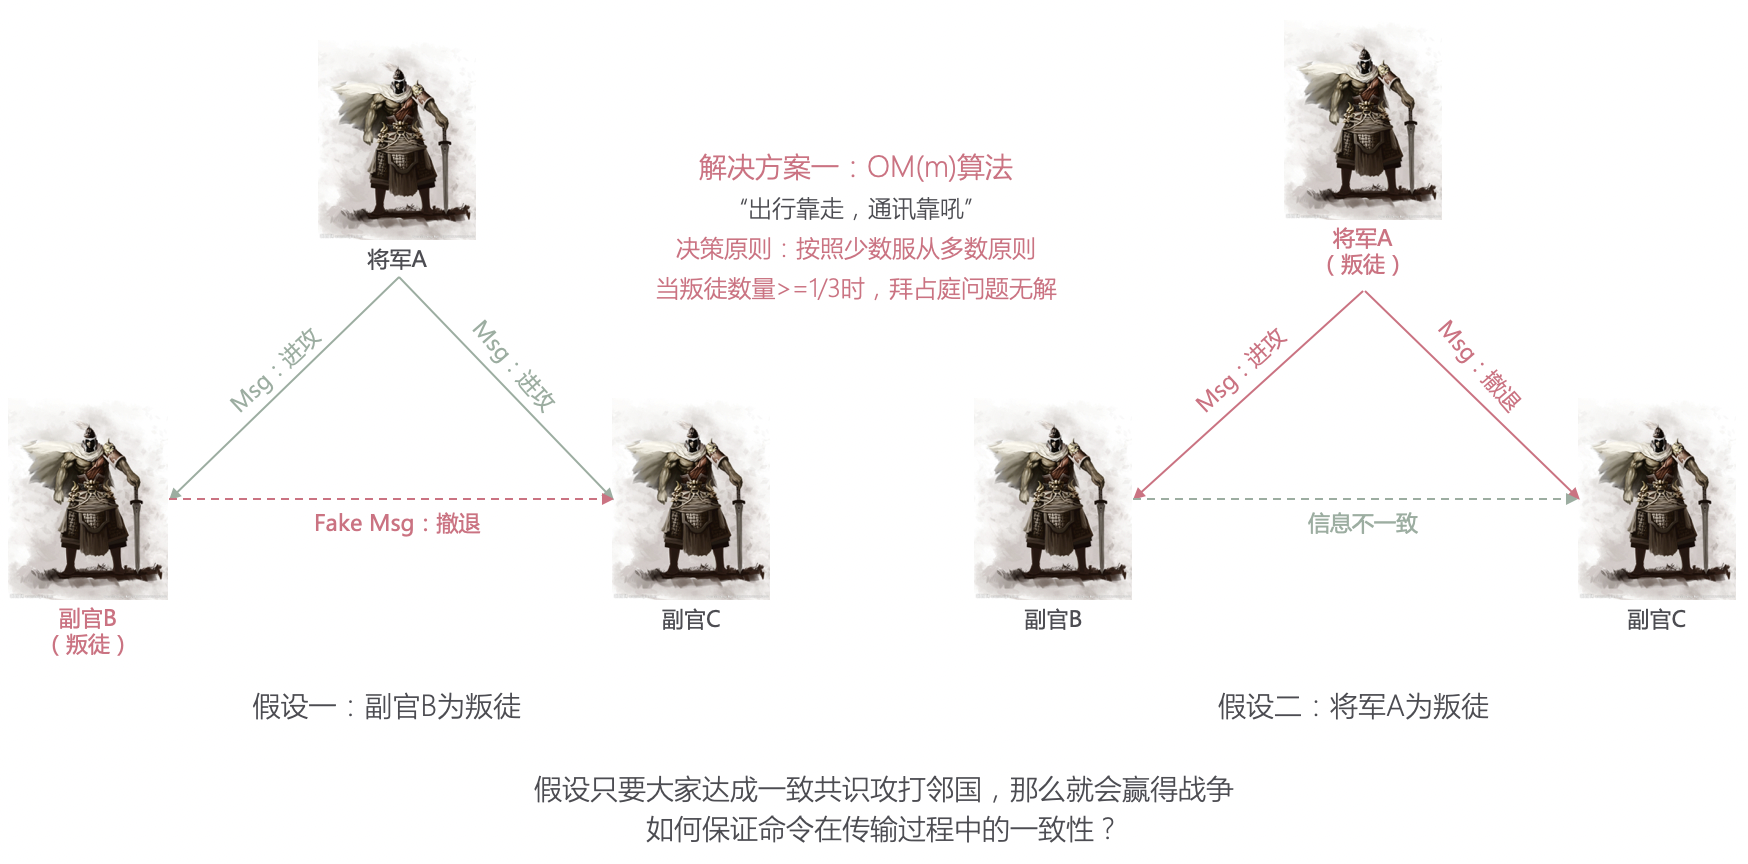 解决方案一：OM(m)算法
“出行靠走，通讯靠吼”
决策原则：按照少数服从多数原则
当叛徒数量>=1/3时，拜占庭问题无解
将军A
Msg：进攻
Msg：进攻
Fake Msg：撤退
副官B
（叛徒）
副官C
假设一：副官B为叛徒
将军A
（叛徒）
Msg：进攻
Msg：撤退
信息不一致
副官B
副官C
假设二：将军A为叛徒
假设只要大家达成一致共识攻打邻国，那么就会赢得战争
如何保证命令在传输过程中的一致性？